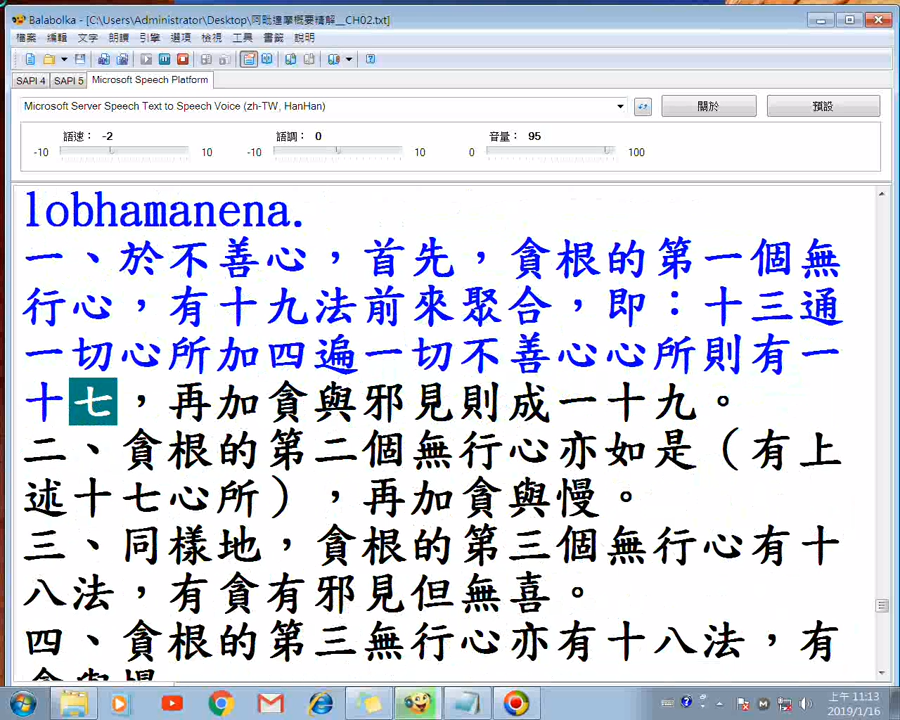 Balabolka - [C:\Users\Administrator\Desktop\阿毗達摩概要精解__CH02.txt]
檔案 編輯 文字 朗讀 引擎 選項 檢視 工具 書籤 說明
SAPI 4 SAPI 5 Microsoft Speech Platform
Microsoft Server Speech Text to Speech Voice (zh-TW, HanHan) 關於 預設
語速： -2 語調： 0 音量： 95
-10 10 -10 10 0 100
lobhamanena.
一、於不善心，首先，貪根的第一個無
行心，有十九法前來聚合，即：十三通
一切心所加四遍一切不善心心所則有一
十七，再加貪與邪見則成一十九。
二、貪根的第二個無行心亦如是（有上
述十七心所），再加貪與慢。
三、同樣地，貪根的第三個無行心有十
八法，有貪有邪見但無喜。
四、貪根的第三無行心亦有十八法，有
上午 11:13
2019/1/16